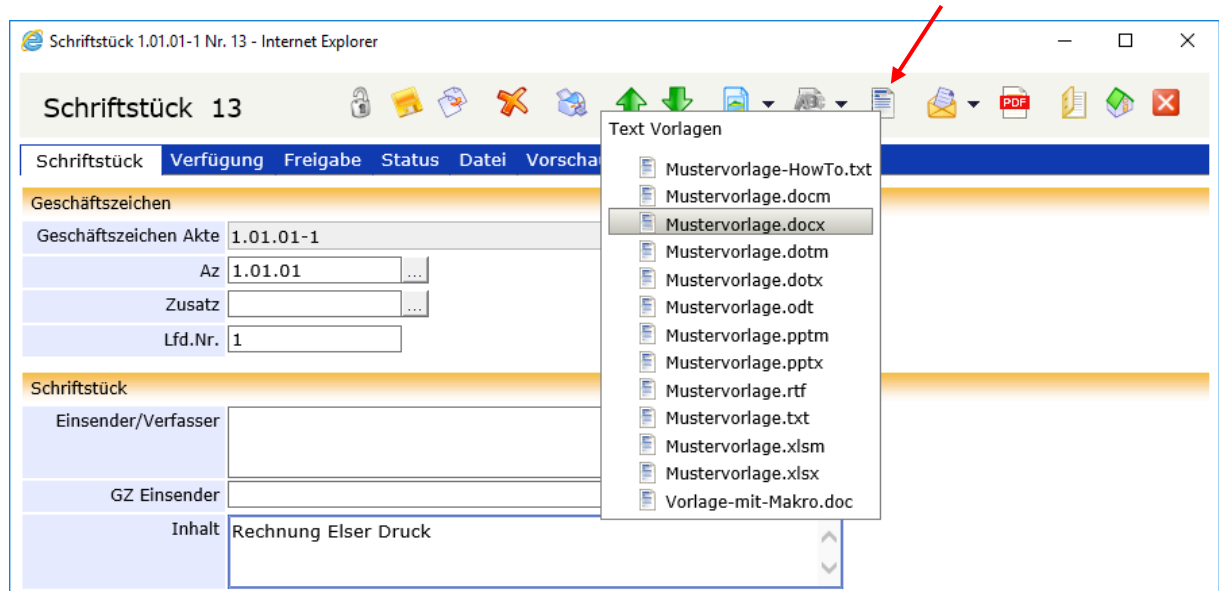 Schriftstück 1.01.01-1 Nr. 13 - Internet Explorer
Schriftstück 13
ABC
PDF
Schriftstück Verfügung Freigabe Status Datei
Text Vorlagen
Mustervorlage-HowTo.txt
Mustervorlage.docm
Mustervorlage.docx
Mustervorlage.dotm
Mustervorlage.dotx
Mustervorlage.odt
Mustervorlage.pptm
Mustervorlage.pptx
Mustervorlage.rtf
Mustervorlage.txt
Mustervorlage.xlsm
Mustervorlage.xlsx
Vorlage-mit-Makro.doc
Geschäftszeichen
Geschäftszeichen Akte 1.01.01-1
Az 1.01.01 ...
Zusatz ...
Lfd.Nr. 1
Schriftstück
Einsender/Verfasser
GZ Einsender
Inhalt Rechnung Elser Druck